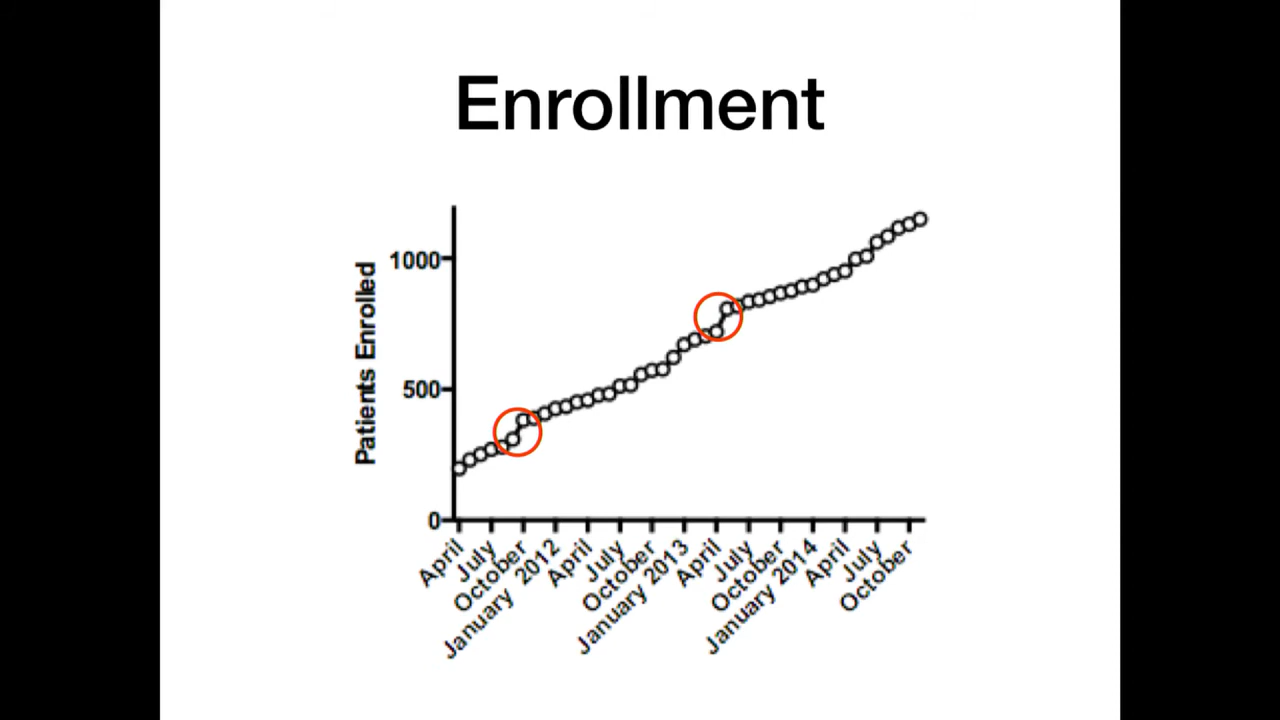 Enrollment
Patients Enrolled
1000
500
0
April
July
October
January 2012
April
July
October
January 2013
April
July
October
January 2014
April
July
October